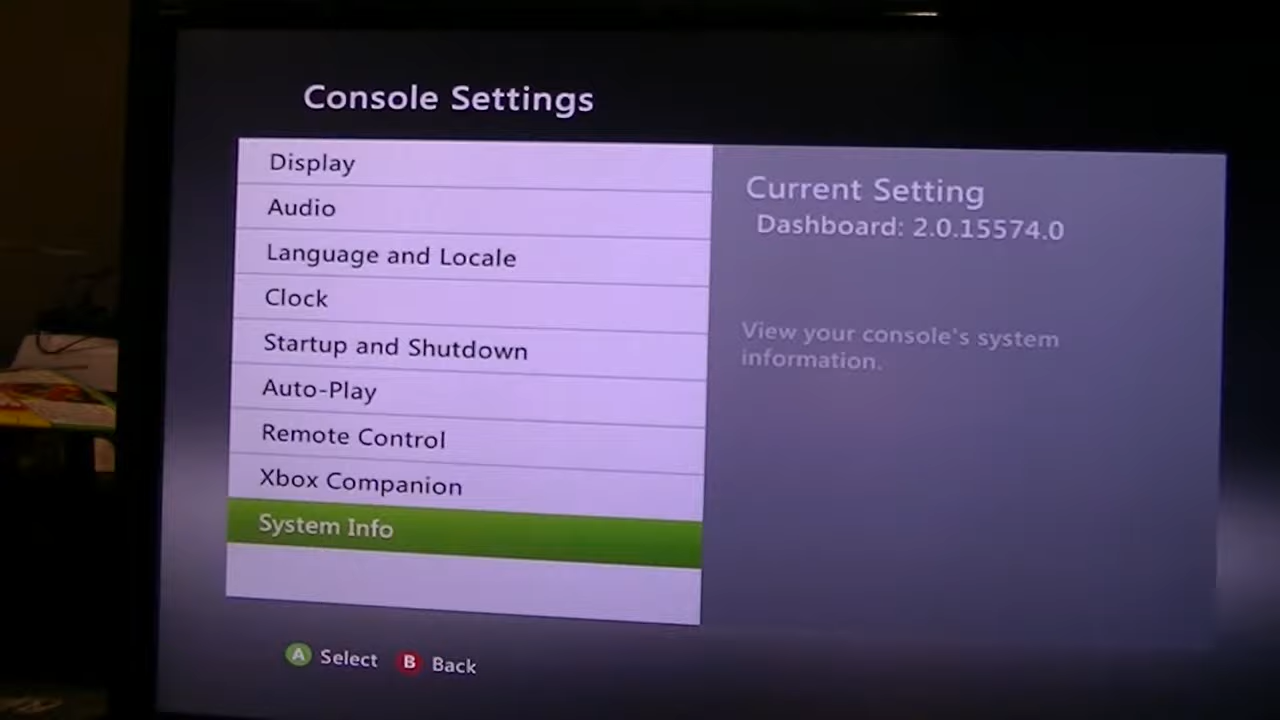 Console Settings
Display
Audio
Language and Locale
Clock
Startup and Shutdown
Auto-Play
Remote Control
Xbox Companion
System Info
Current Setting
Dashboard: 2.0.15574.0
View your console's system
information.
A Select B Back